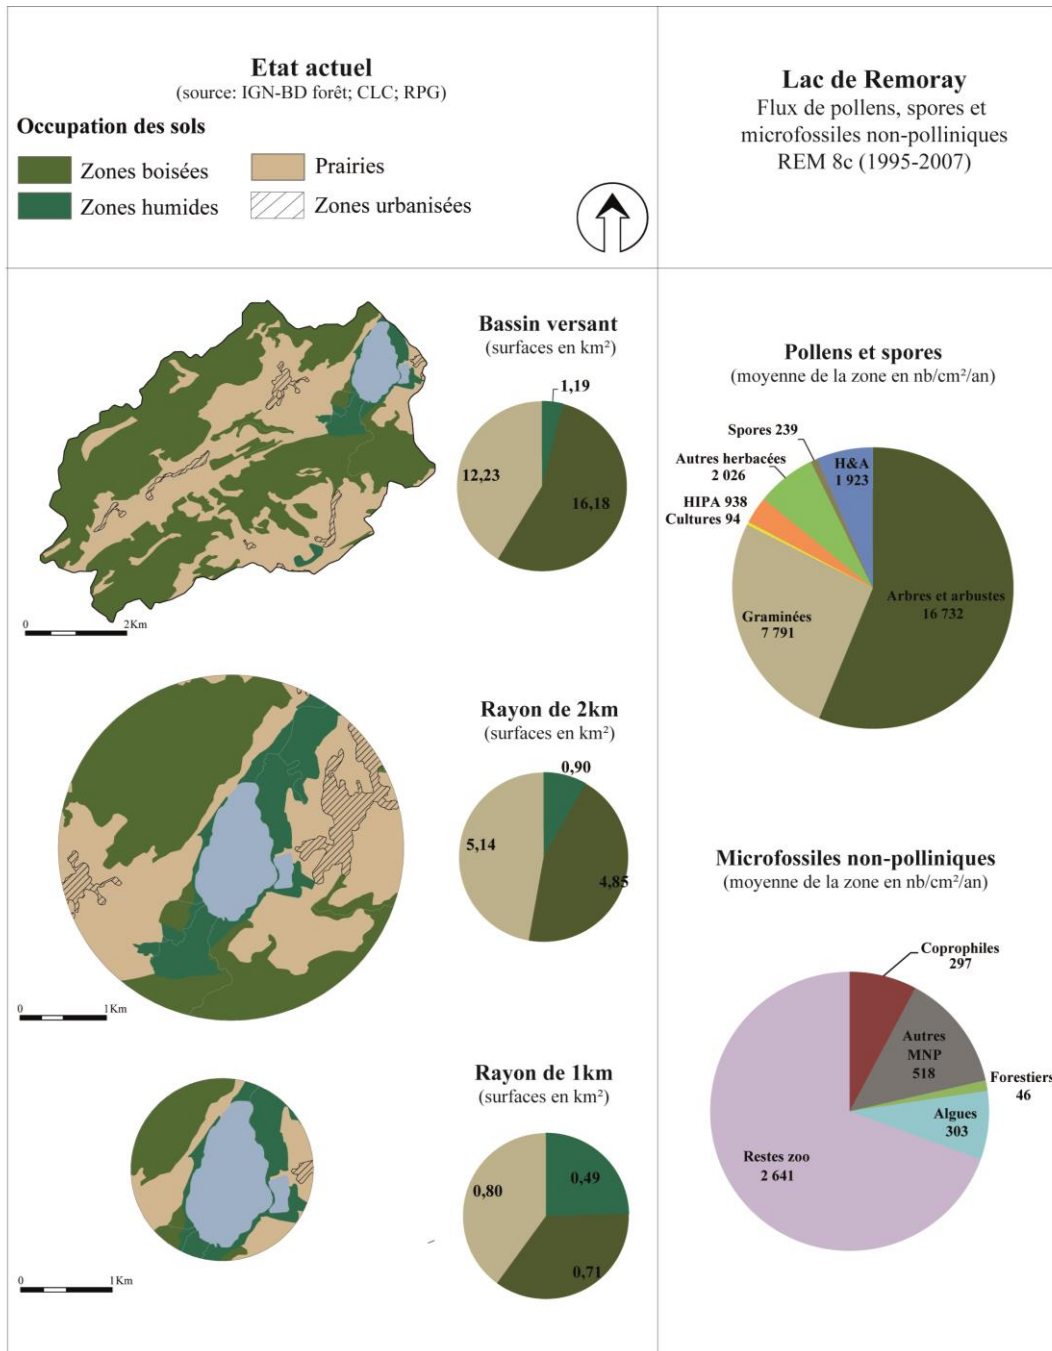 Etat actuel
(source: IGN-BD forêt; CLC; RPG)
Occupation des sols
Zones boisées
Prairies
Zones humides
Zones urbanisées
Lac de Remoray
Flux de pollens, spores et
microfossiles non-polliniques
REM 8c (1995-2007)
Bassin versant
(surfaces en km²)
1,19
12,23
16,18
0
2Km
Rayon de 2km
(surfaces en km²)
0,90
5,14
4,85
0
1Km
Rayon de 1km
(surfaces en km²)
0,80
0,49
0,71
0
1Km
Pollens et spores
(moyenne de la zone en nb/cm²/an)
Spores 239
Autres herbacées
2 026
H&A
1 923
HIPA 938
Cultures 94
Arbres et arbustes
16 732
Graminées
7 791
Microfossiles non-polliniques
(moyenne de la zone en nb/cm²/an)
Coprophiles
297
Autres
MNP
518
Forestiers
46
Algues
303
Restes zoo
2 641